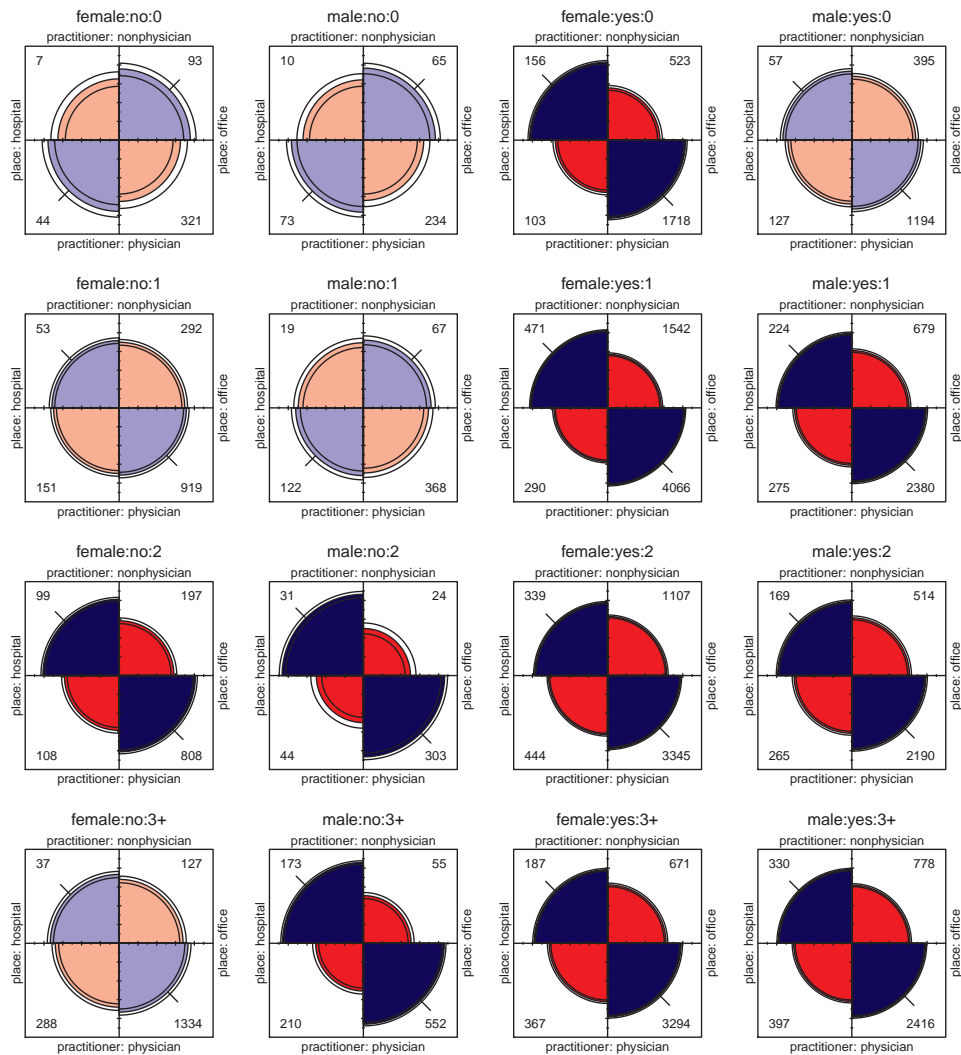 female:no:0
practitioner: nonphysician
7 93
place: hospital
place: office
44 321
practitioner: physician
male:no:0
practitioner: nonphysician
10 65
place: hospital
place: office
73 234
practitioner: physician
female:yes:0
practitioner: nonphysician
156 523
place: hospital
place: office
103 1718
practitioner: physician
male:yes:0
practitioner: nonphysician
57 395
place: hospital
place: office
127 1194
practitioner: physician
female:no:1
practitioner: nonphysician
53 292
place: hospital
place: office
151 919
practitioner: physician
male:no:1
practitioner: nonphysician
19 67
place: hospital
place: office
122 368
practitioner: physician
female:yes:1
practitioner: nonphysician
471 1542
place: hospital
place: office
290 4066
practitioner: physician
male:yes:1
practitioner: nonphysician
224 679
place: hospital
place: office
275 2380
practitioner: physician
female:no:2
practitioner: nonphysician
99 197
place: hospital
place: office
108 808
practitioner: physician
male:no:2
practitioner: nonphysician
31 24
place: hospital
place: office
44 303
practitioner: physician
female:yes:2
practitioner: nonphysician
339 1107
place: hospital
place: office
444 3345
practitioner: physician
male:yes:2
practitioner: nonphysician
169 514
place: hospital
place: office
265 2190
practitioner: physician
female:no:3+
practitioner: nonphysician
37 127
place: hospital
place: office
288 1334
practitioner: physician
male:no:3+
practitioner: nonphysician
173 55
place: hospital
place: office
210 552
practitioner: physician
female:yes:3+
practitioner: nonphysician
187 671
place: hospital
place: office
367 3294
practitioner: physician
male:yes:3+
practitioner: nonphysician
330 778
place: hospital
place: office
397 2416
practitioner: physician